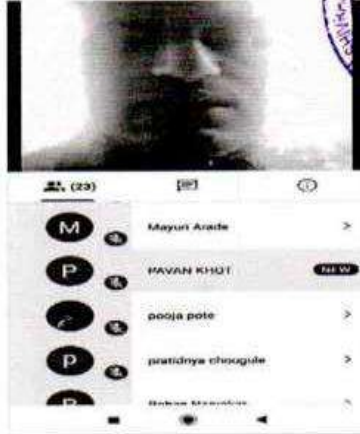 (23)
M
Mayuri Arade
P
PAVAN KHOT
NEW
pooja pote
p
pratidnya chougule